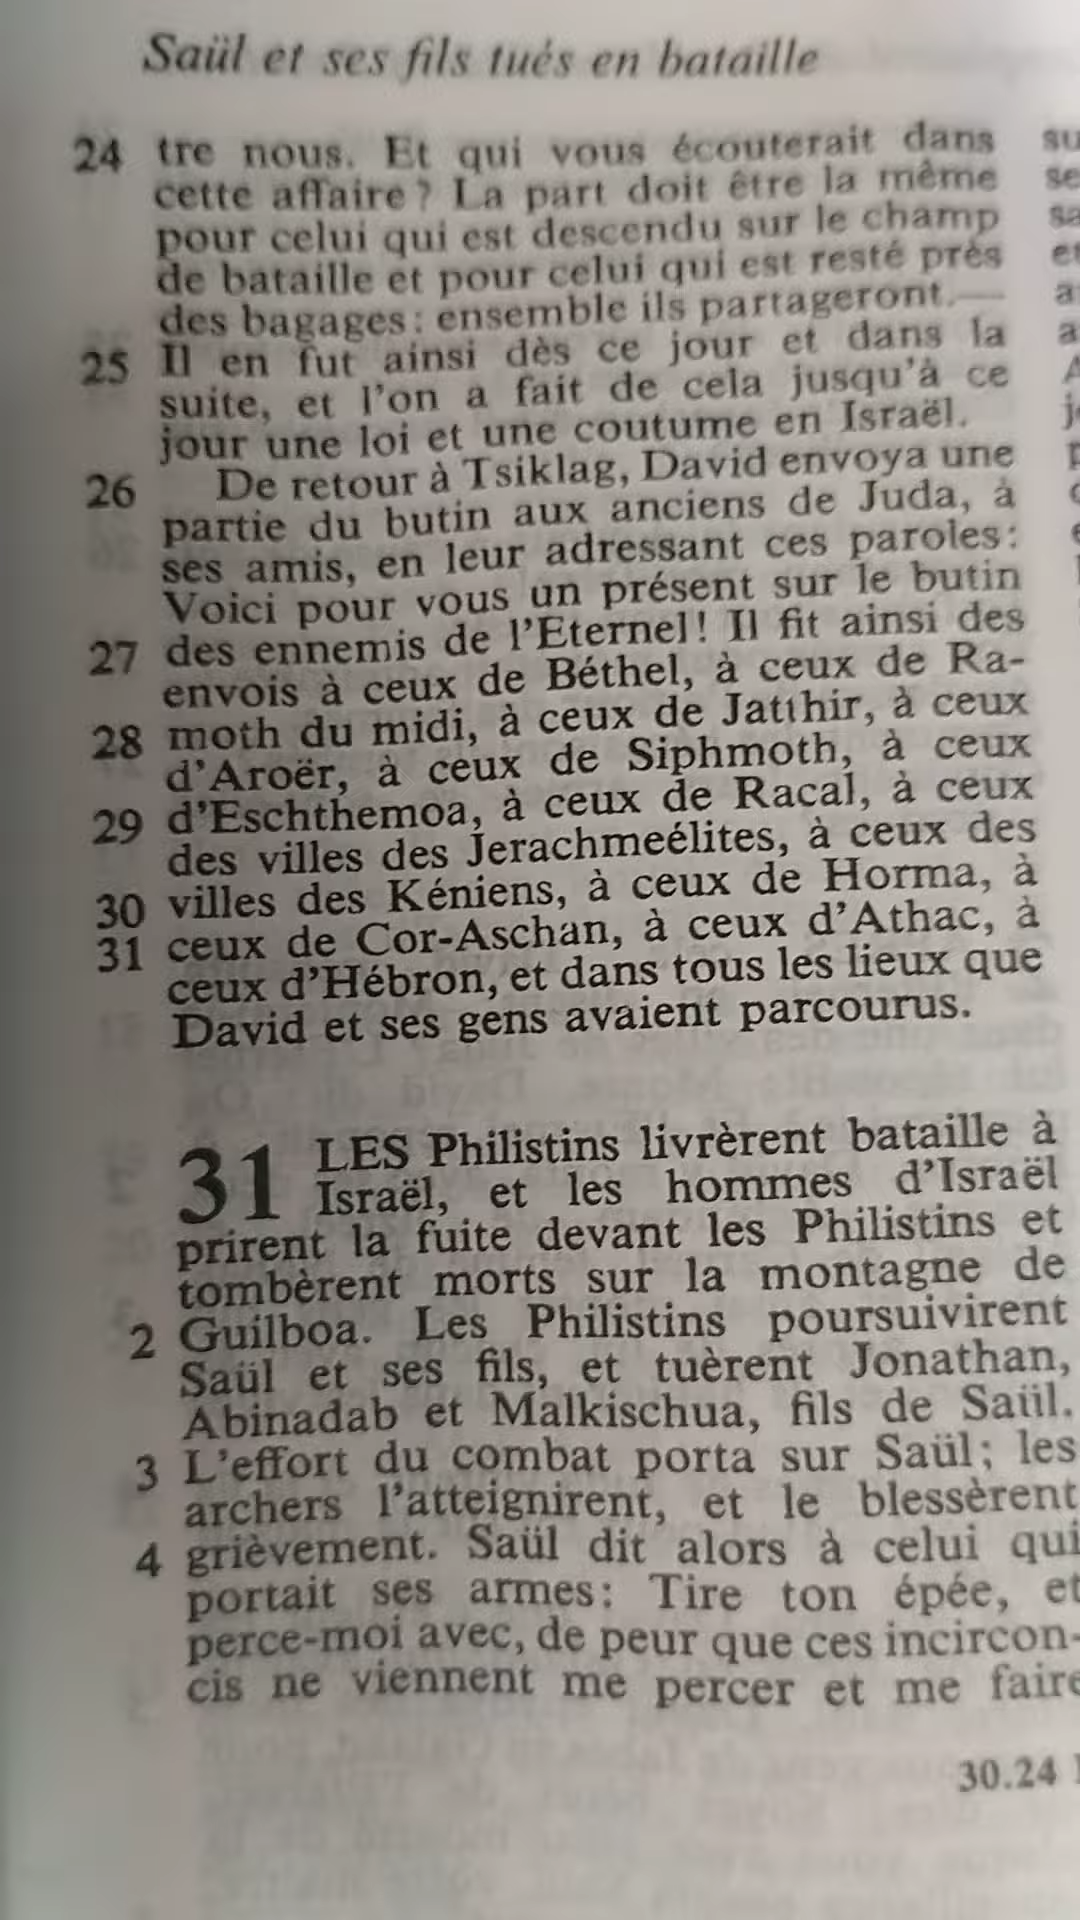 Saül et ses fils tués en bataille
24 tre nous. Et qui vous écouterait dans
cette affaire? La part doit être la même
pour celui qui est descendu sur le champ
de bataille et pour celui qui est resté près
des bagages: ensemble ils partageront.—
25 Il en fut ainsi dès ce jour et dans la
suite, et l'on a fait de cela jusqu'à ce
jour une loi et une coutume en Israël.
26 De retour à Tsiklag, David envoya une
partie du butin aux anciens de Juda, à
ses amis, en leur adressant ces paroles:
Voici pour vous un présent sur le butin
27 des ennemis de l'Eternel! Il fit ainsi des
envois à ceux de Béthel, à ceux de Ra-
28 moth du midi, à ceux de Jatthir, à ceux
d'Aroër, à ceux de Siphmoth, à ceux
29 d'Eschthemoa, à ceux de Racal, à ceux
des villes des Jerachmeélites, à ceux des
30 villes des Kéniens, à ceux de Horma, à
31 ceux de Cor-Aschan, à ceux d'Athac, à
ceux d'Hébron, et dans tous les lieux que
David et ses gens avaient parcourus.
31 LES Philistins livrèrent bataille à
Israël, et les hommes d'Israël
prirent la fuite devant les Philistins et
tombèrent morts sur la montagne de
2 Guilboa. Les Philistins poursuivirent
Saül et ses fils, et tuèrent Jonathan,
Abinadab et Malkischua, fils de Saül.
3 L'effort du combat porta sur Saül; les
archers l'atteignirent, et le blessèrent
4 grièvement. Saül dit alors à celui qui
portait ses armes: Tire ton épée, et
perce-moi avec, de peur que ces incircon-
cis ne viennent me percer et me faire
30.24